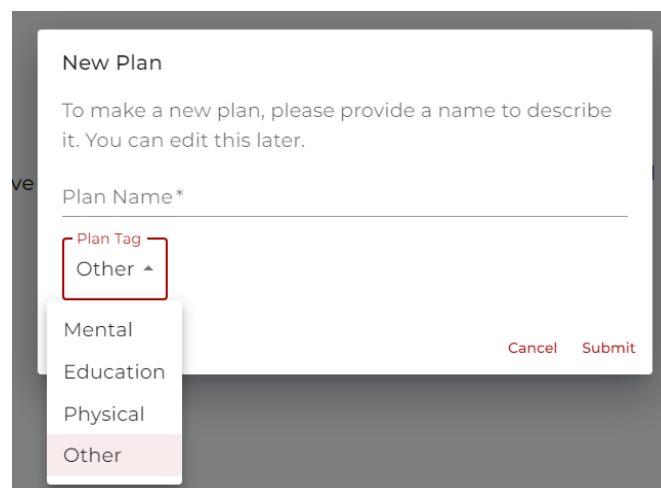 New Plan
To make a new plan, please provide a name to describe
it. You can edit this later.
ve
Plan Name*
Plan Tag
Other
Mental
Education
Physical
Other
Cancel Submit